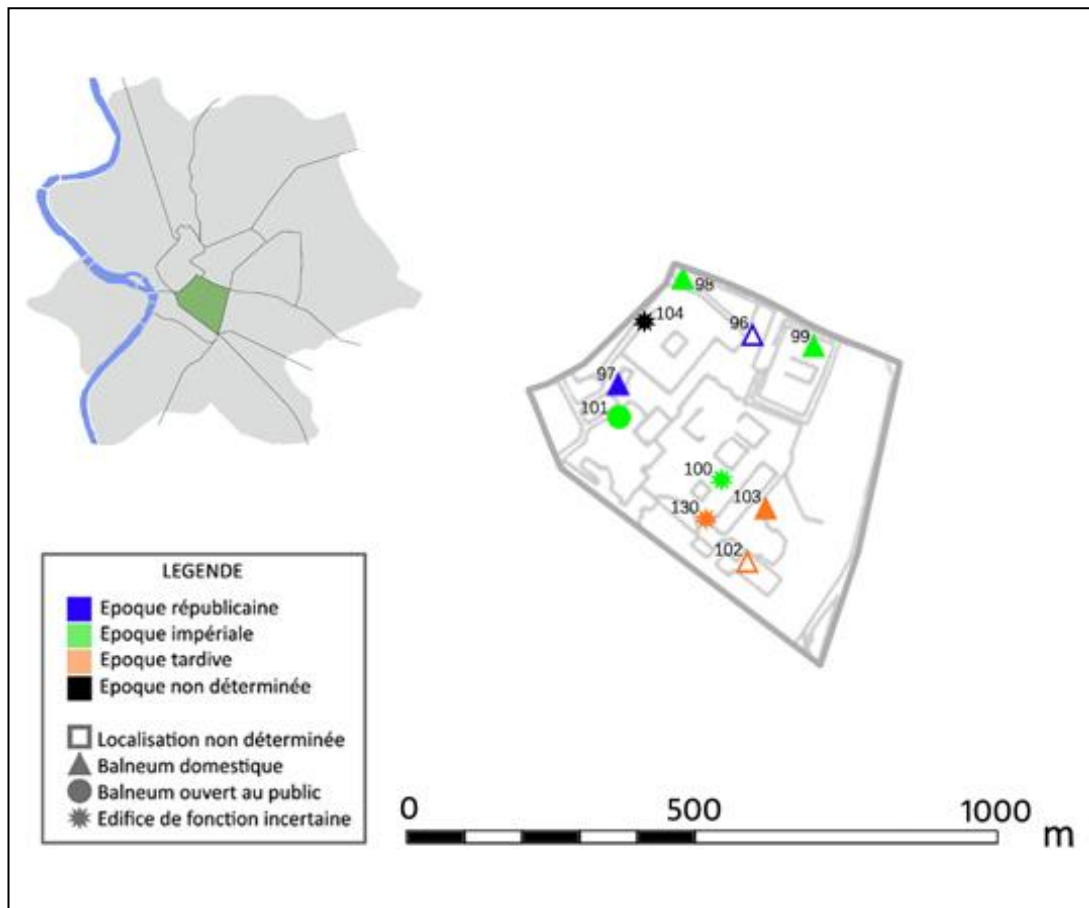 98
104
96
99
97
101
100
103
130
102
LEGENDE
Epoque républicaine
Epoque impériale
Epoque tardive
Epoque non déterminée
Localisation non déterminée
Balneum domestique
Balneum ouvert au public
Edifice de fonction incertaine
0 500 1000 m